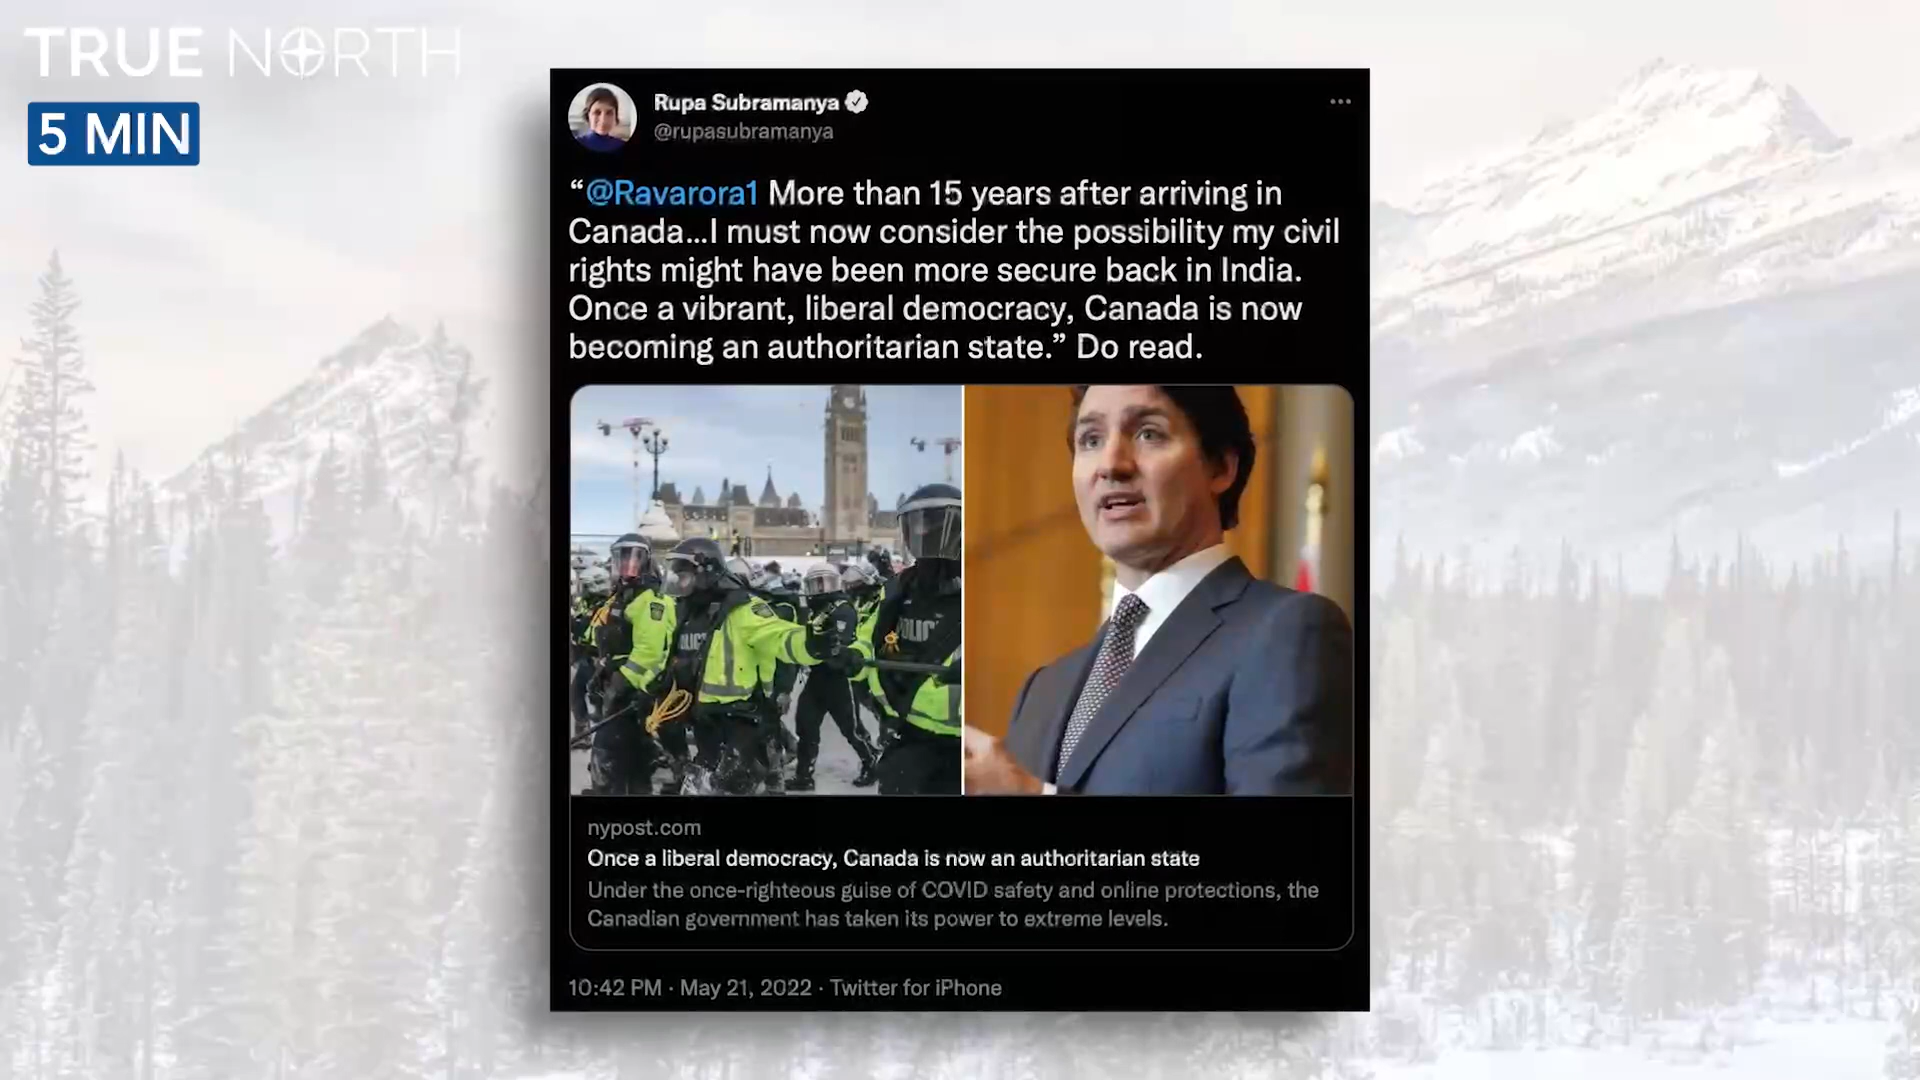 TRUE NORTH
5 MIN
Rupa Subramanya
@rupasubramanya
“@Ravarora1 More than 15 years after arriving in
Canada...I must now consider the possibility my civil
rights might have been more secure back in India.
Once a vibrant, liberal democracy, Canada is now
becoming an authoritarian state.” Do read.
POLICE
nypost.com
Once a liberal democracy, Canada is now an authoritarian state
Under the once-righteous guise of COVID safety and online protections, the
Canadian government has taken its power to extreme levels.
10:42 PM · May 21, 2022 · Twitter for iPhone